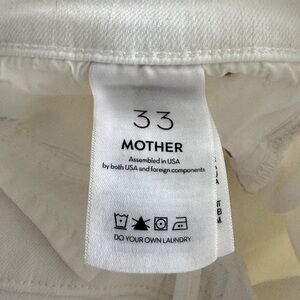 33
MOTHER
Assembled in USA
by both USA and foreign components
DO YOUR OWN LAUNDRY